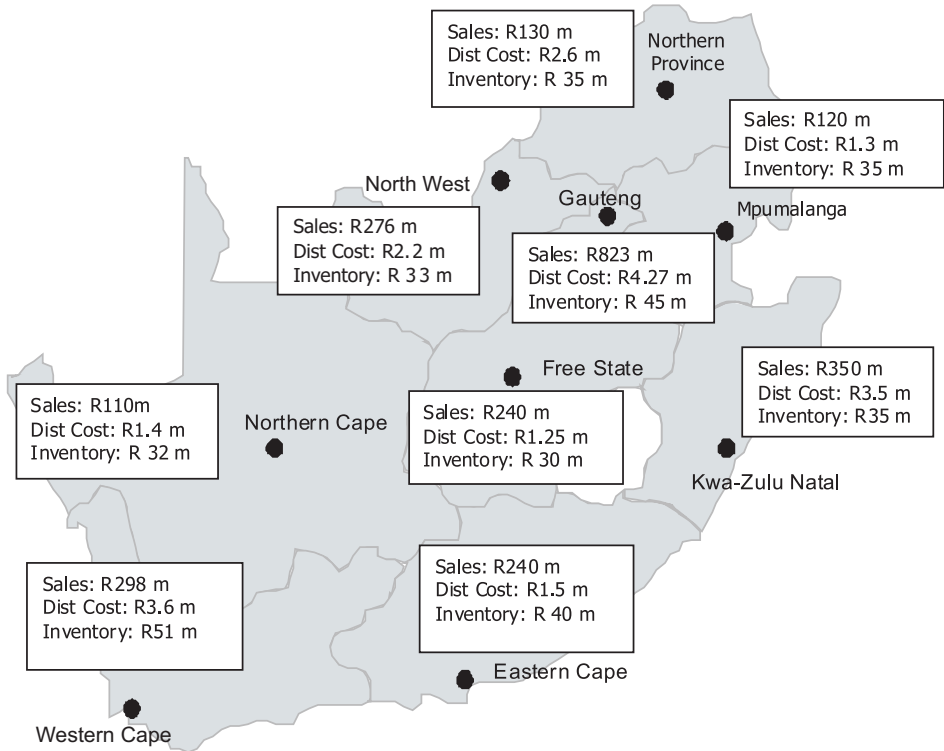 Sales: R130 m
Dist Cost: R2.6 m
Inventory: R 35 m
Northern
Province
Sales: R120 m
Dist Cost: R1.3 m
Inventory: R 35 m
North West
Gauteng
Mpumalanga
Sales: R276 m
Dist Cost: R2.2 m
Inventory: R 33 m
Sales: R823 m
Dist Cost: R4.27 m
Inventory: R 45 m
Free State
Sales: R350 m
Dist Cost: R3.5 m
Inventory: R35 m
Sales: R110m
Dist Cost: R1.4 m
Inventory: R 32 m
Northern Cape
Sales: R240 m
Dist Cost: R1.25 m
Inventory: R 30 m
Kwa-Zulu Natal
Sales: R298 m
Dist Cost: R3.6 m
Inventory: R51 m
Sales: R240 m
Dist Cost: R1.5 m
Inventory: R 40 m
Eastern Cape
Western Cape